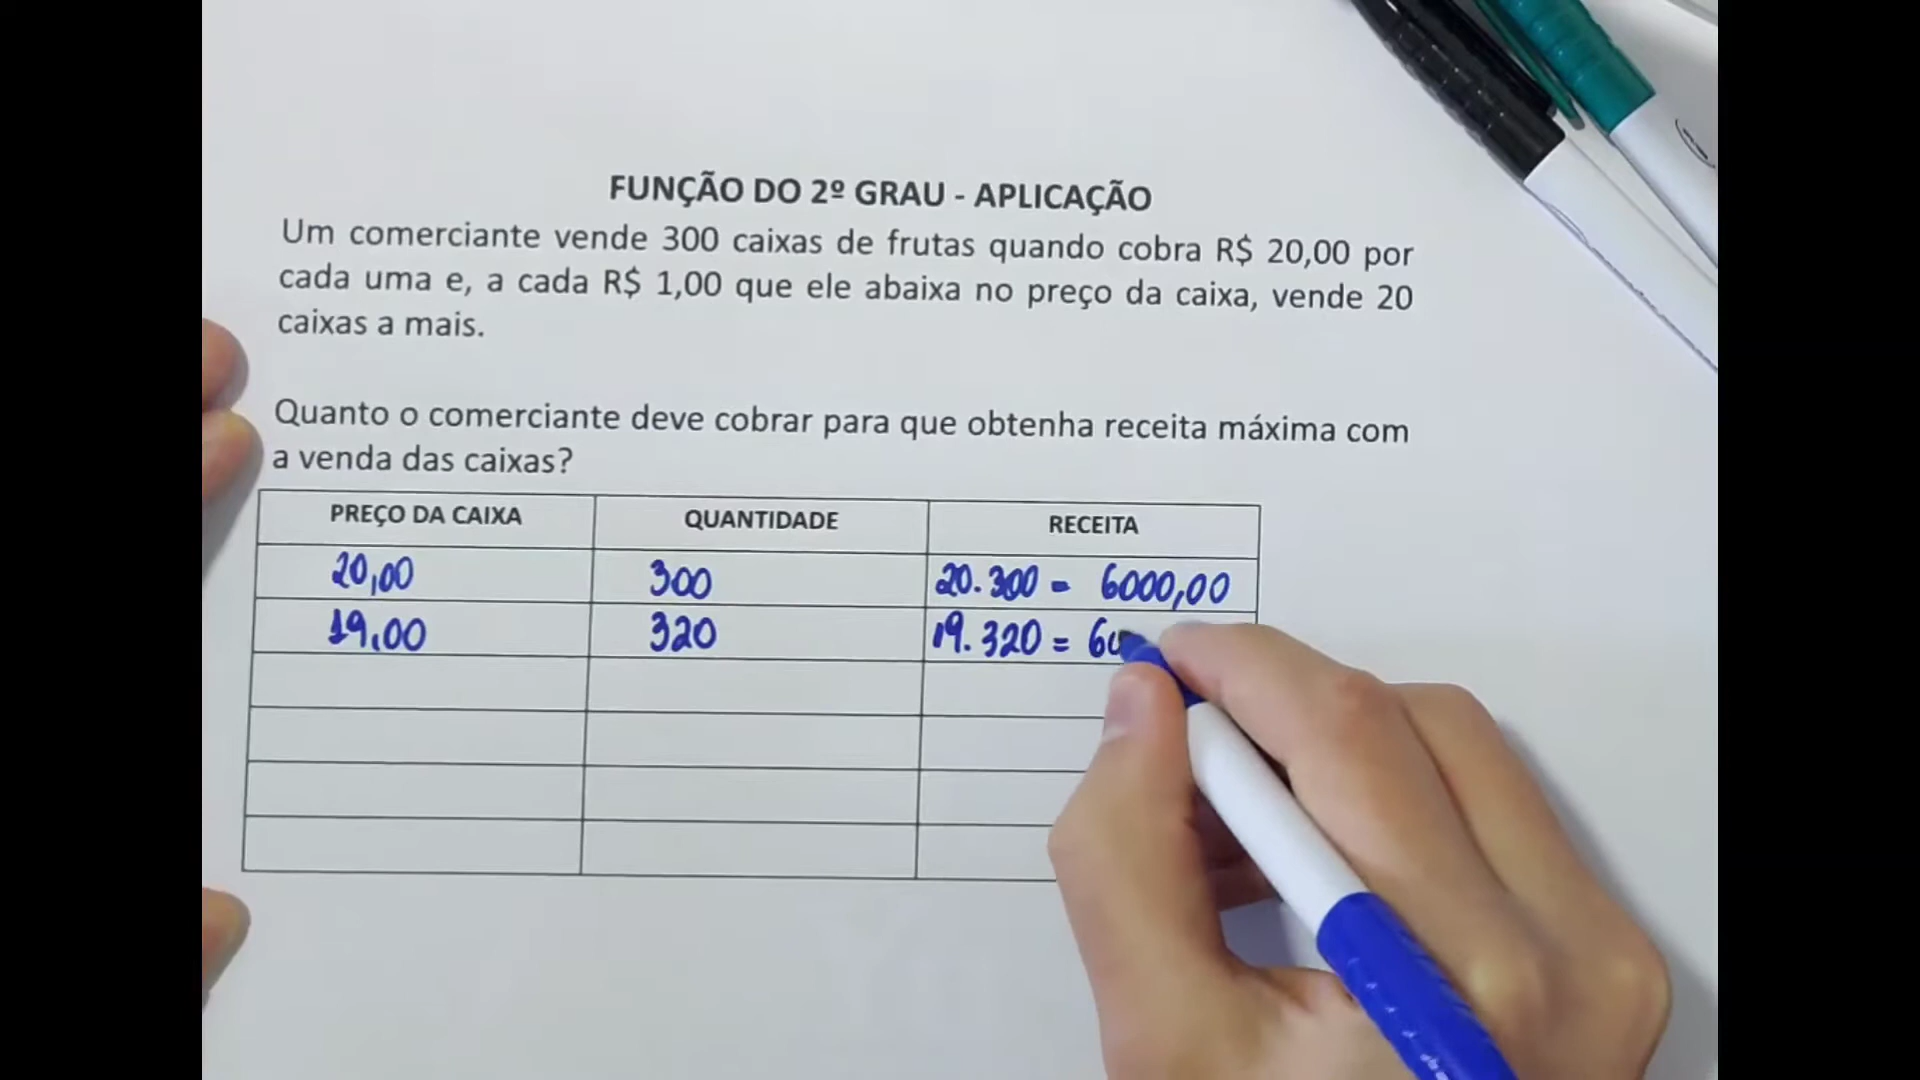 FUNÇÃO DO 2º GRAU - APLICAÇÃO
Um comerciante vende 300 caixas de frutas quando cobra R$ 20,00 por
cada uma e, a cada R$ 1,00 que ele abaixa no preço da caixa, vende 20
caixas a mais.
Quanto o comerciante deve cobrar para que obtenha receita máxima com
a venda das caixas?
PREÇO DA CAIXA QUANTIDADE RECEITA
20,00 300 20.300 = 6000,00
19,00 320 19.320 = 60